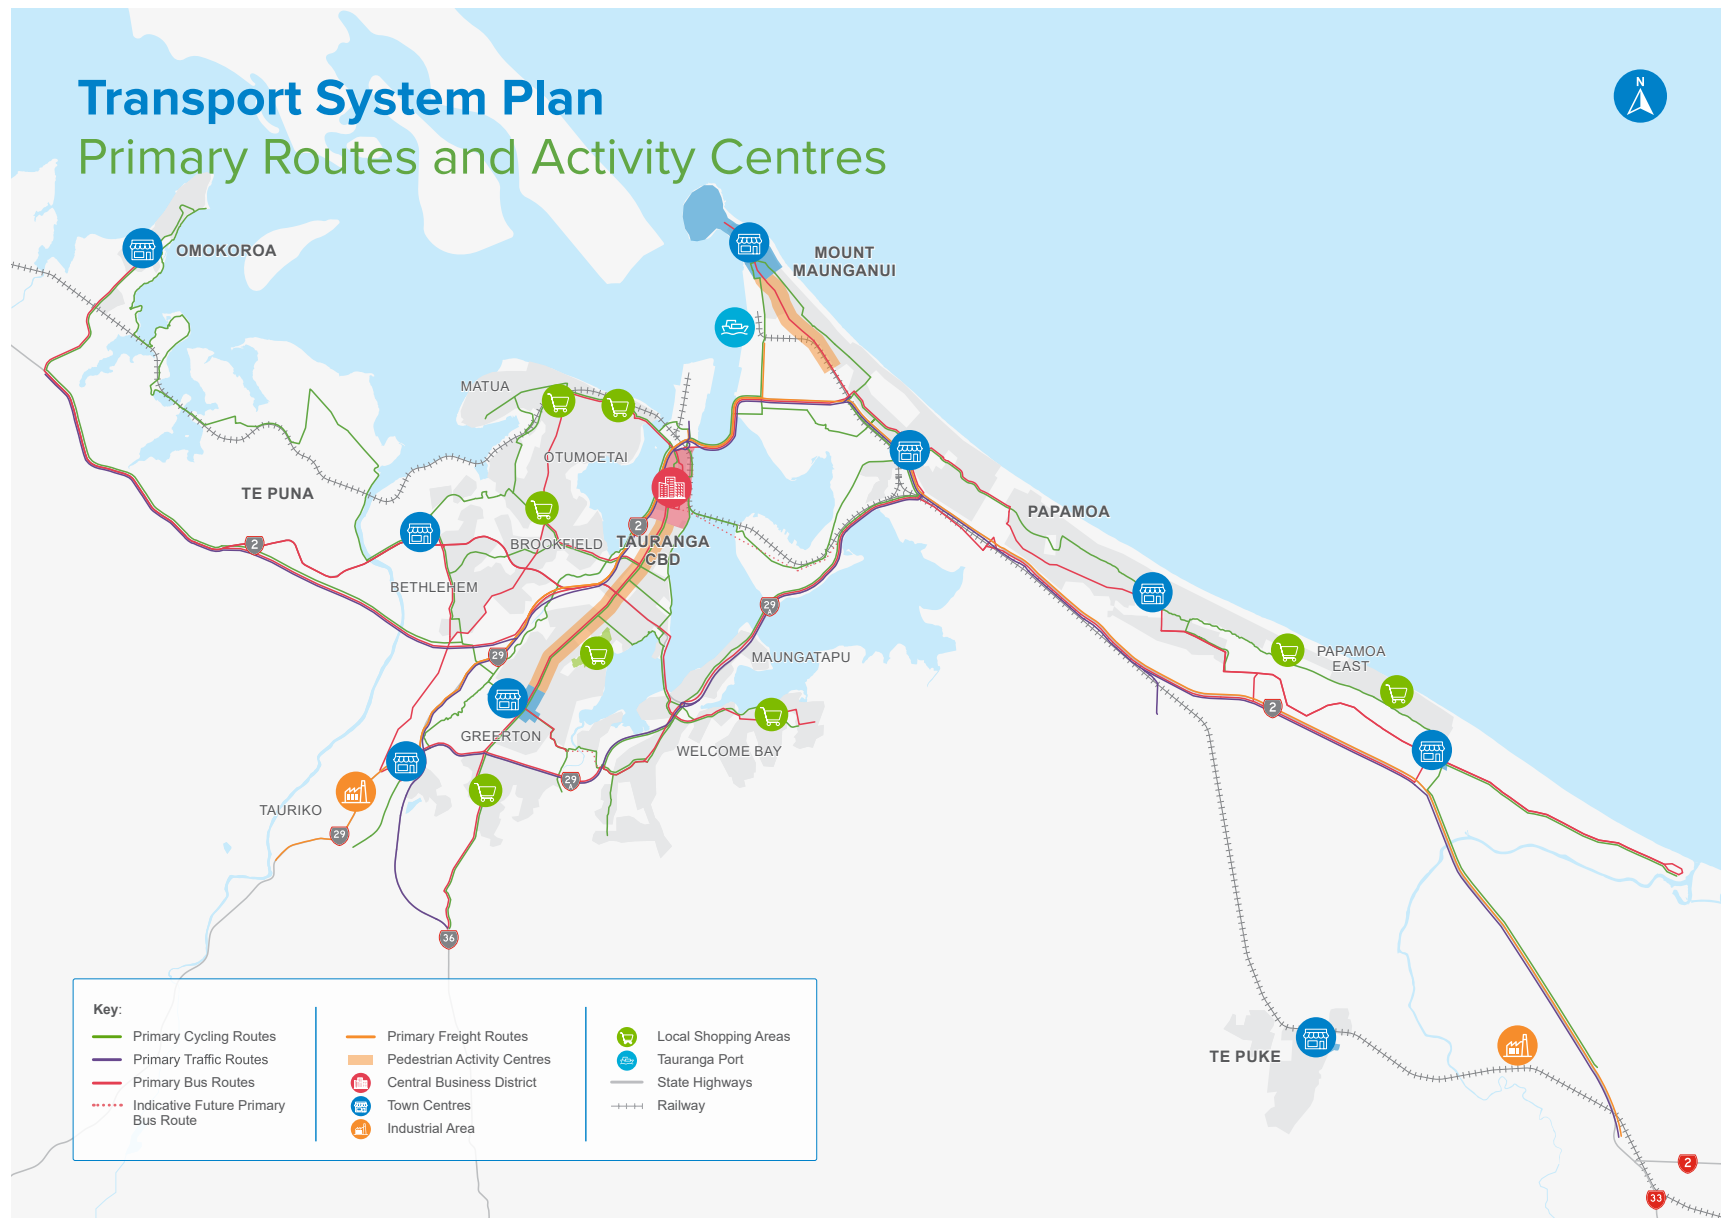 Transport System Plan
Primary Routes and Activity Centres
N
OMOKOROA
MOUNT
MAUNGANUI
MATUA
OTUMOETAI
TE PUNA
2
2
BROOKFIELD
TAURANGA
CBD
PAPAMOA
BETHLEHEM
29
A
29
MAUNGATAPU
PAPAMOA
EAST
2
GREERTON
WELCOME BAY
29
A
TAURIKO
29
36
TE PUKE
2
33
Key:
Primary Cycling Routes
Primary Traffic Routes
Primary Bus Routes
Indicative Future Primary
Bus Route
Primary Freight Routes
Pedestrian Activity Centres
Central Business District
Town Centres
Industrial Area
Local Shopping Areas
Tauranga Port
State Highways
Railway